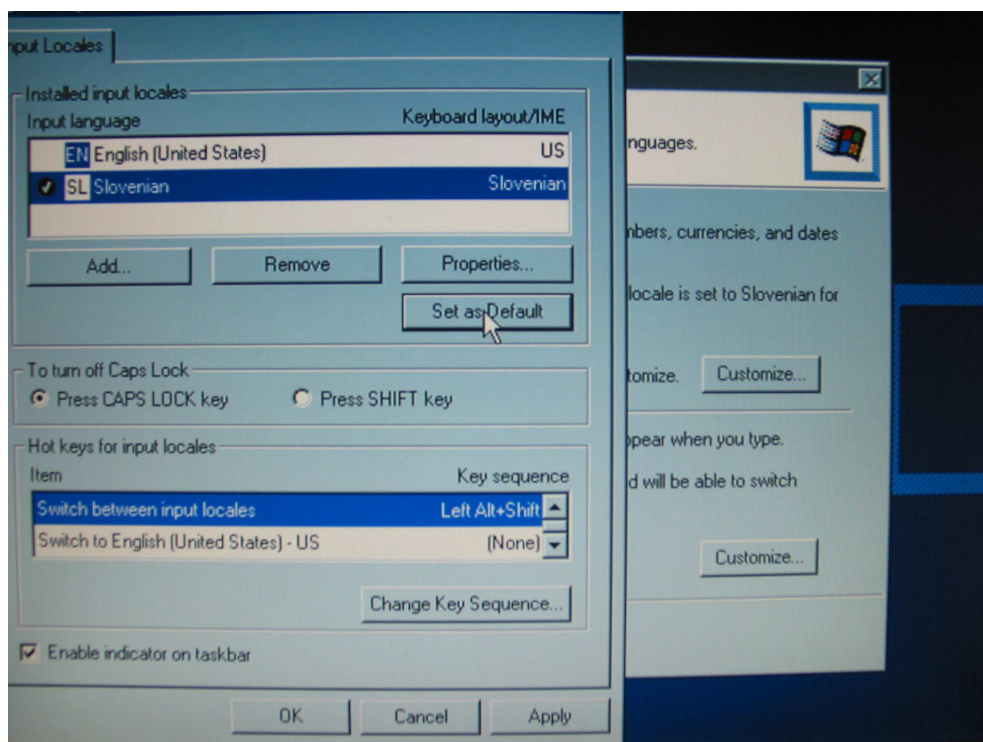 Input Locales
Installed input locales
Input language Keyboard layout/IME
EN English (United States) US
SL Slovenian Slovenian
Add... Remove Properties...
Set as Default
To turn off Caps Lock
Press CAPS LOCK key Press SHIFT key
Hot keys for input locales
Item Key sequence
Switch between input locales Left Alt+Shift
Switch to English (United States) - US (None)
Change Key Sequence...
Enable indicator on taskbar
OK Cancel Apply
nguages.
nbers, currencies, and dates
locale is set to Slovenian for
tomize. Customize...
ppear when you type.
d will be able to switch
Customize...